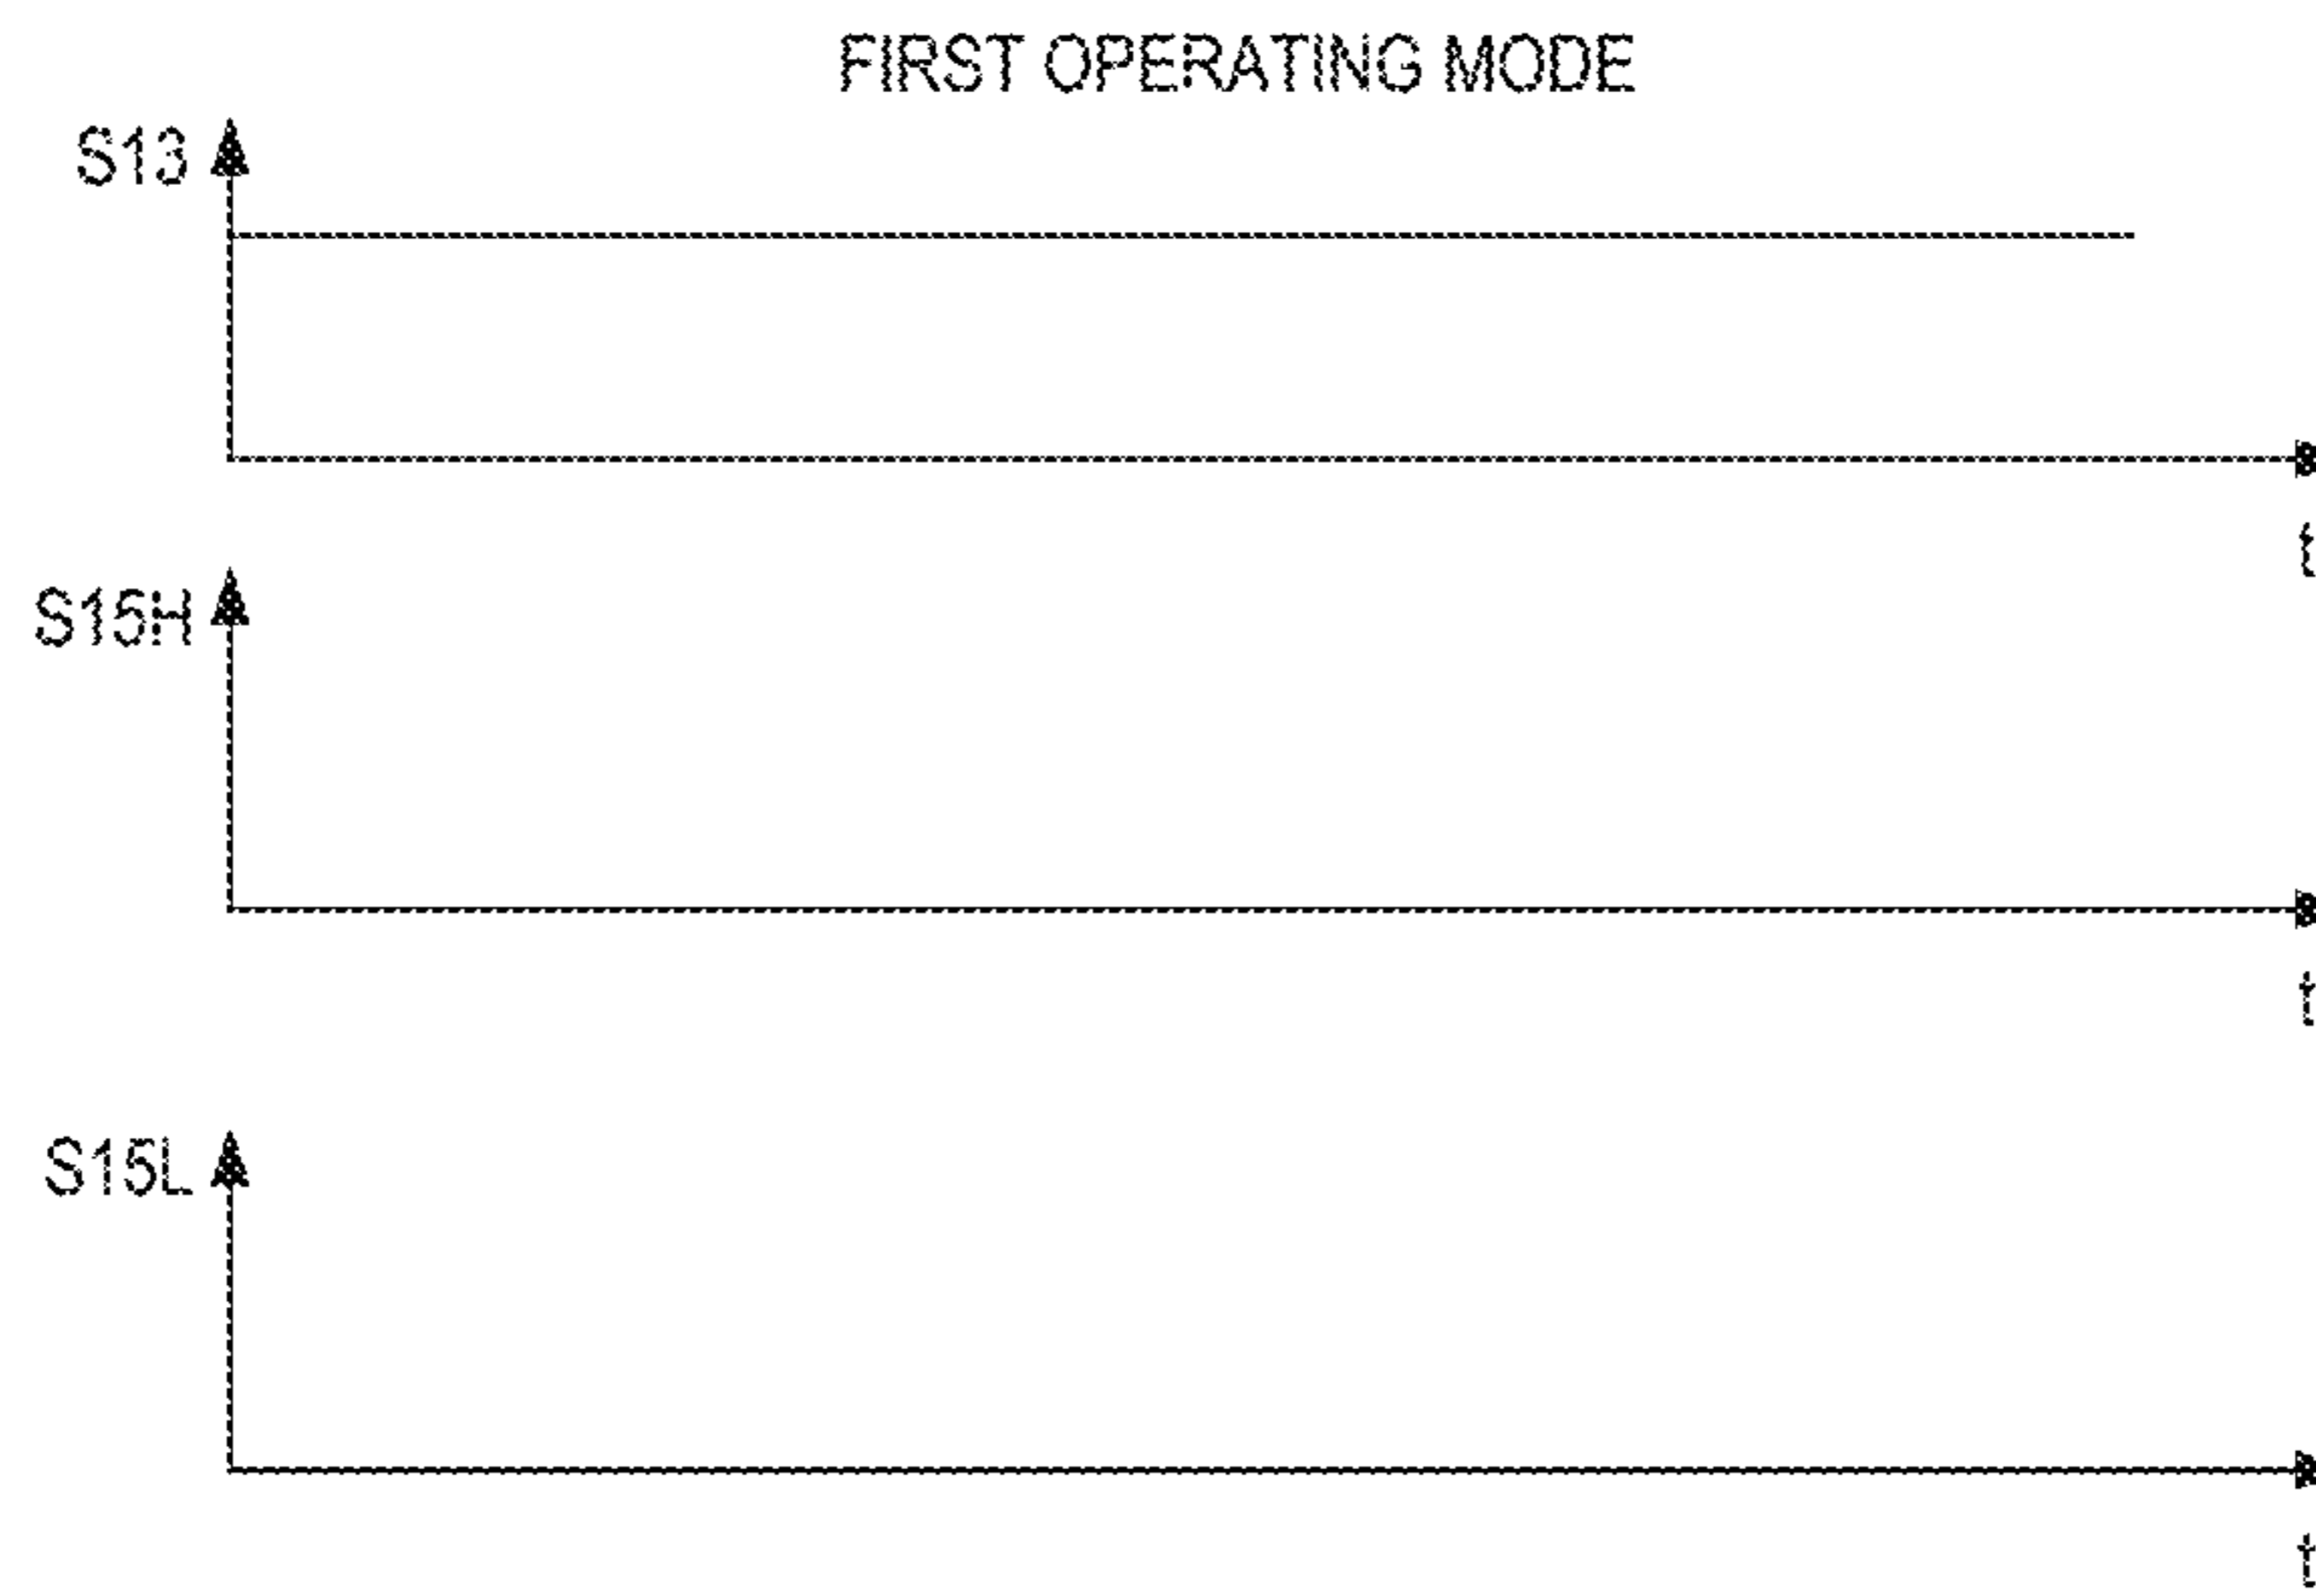 FIRST OPERATING MODE
S13
t
S15H
t
S15L
t